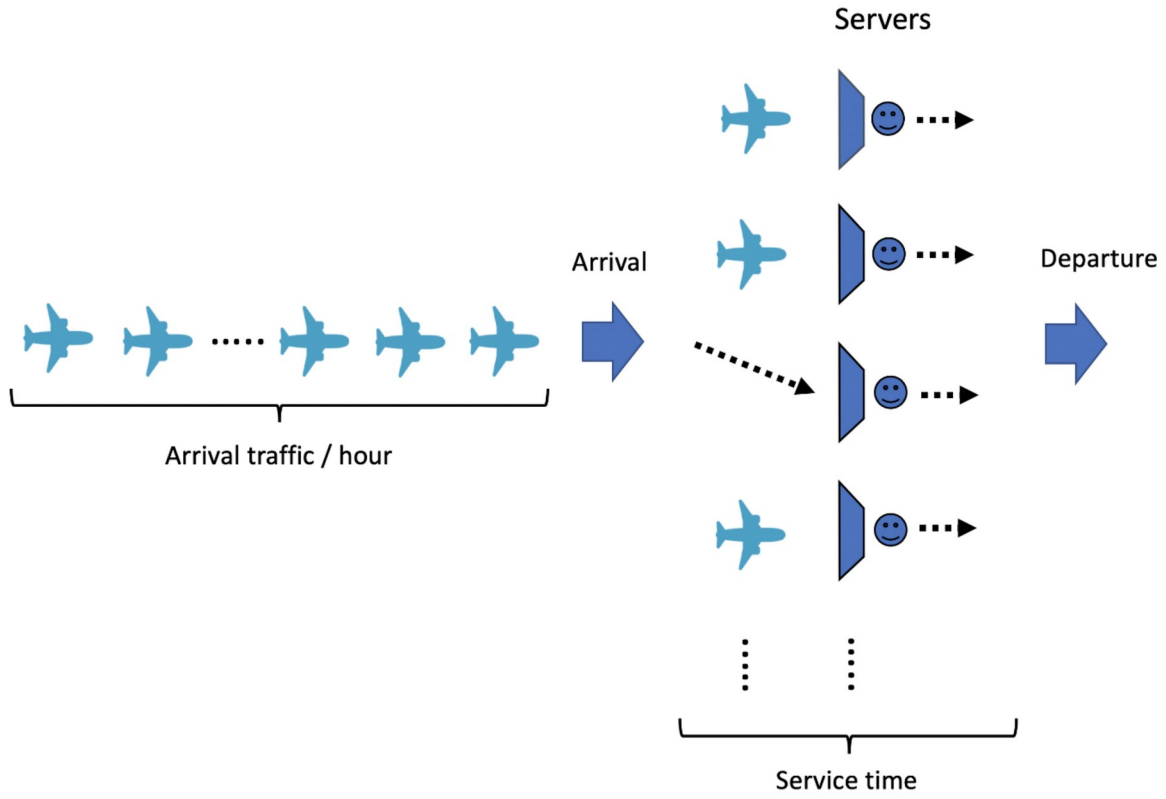 Servers
Arrival
Departure
Arrival traffic / hour
Service time